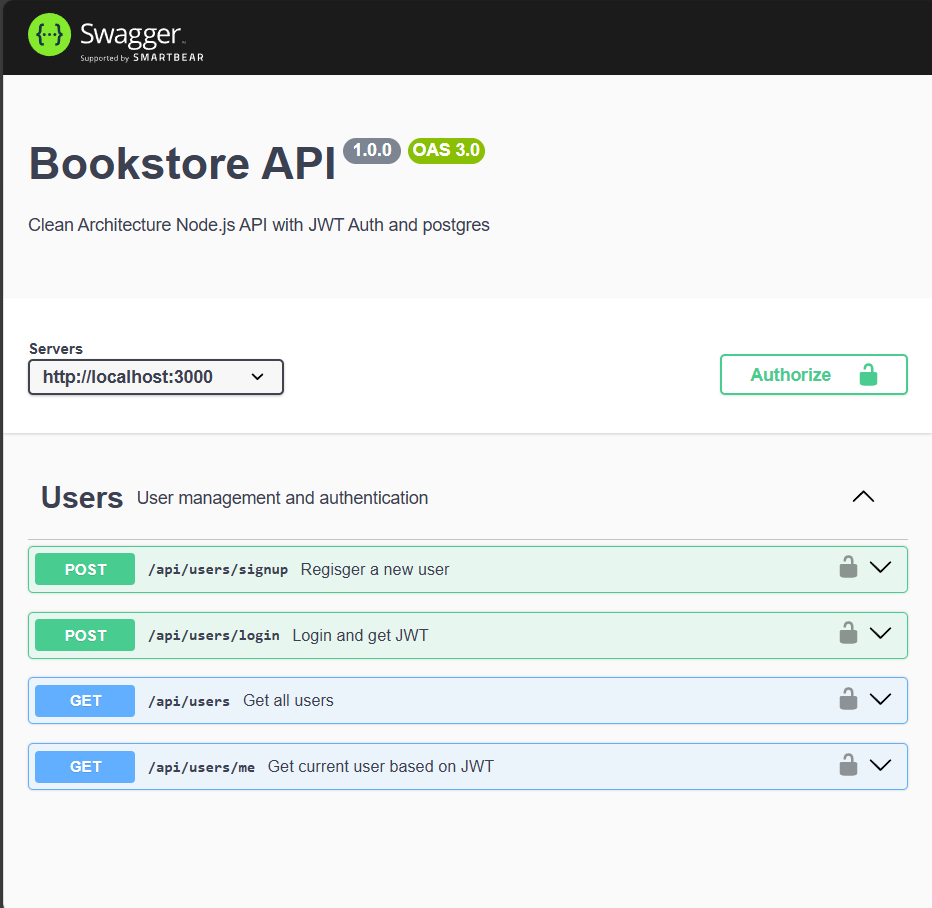 Swagger
Supported by SMARTBEAR
Bookstore API 1.0.0 OAS 3.0
Clean Architecture Node.js API with JWT Auth and postgres
Servers
http://localhost:3000
Authorize
Users User management and authentication
POST /api/users/signup Regisger a new user
POST /api/users/login Login and get JWT
GET /api/users Get all users
GET /api/users/me Get current user based on JWT